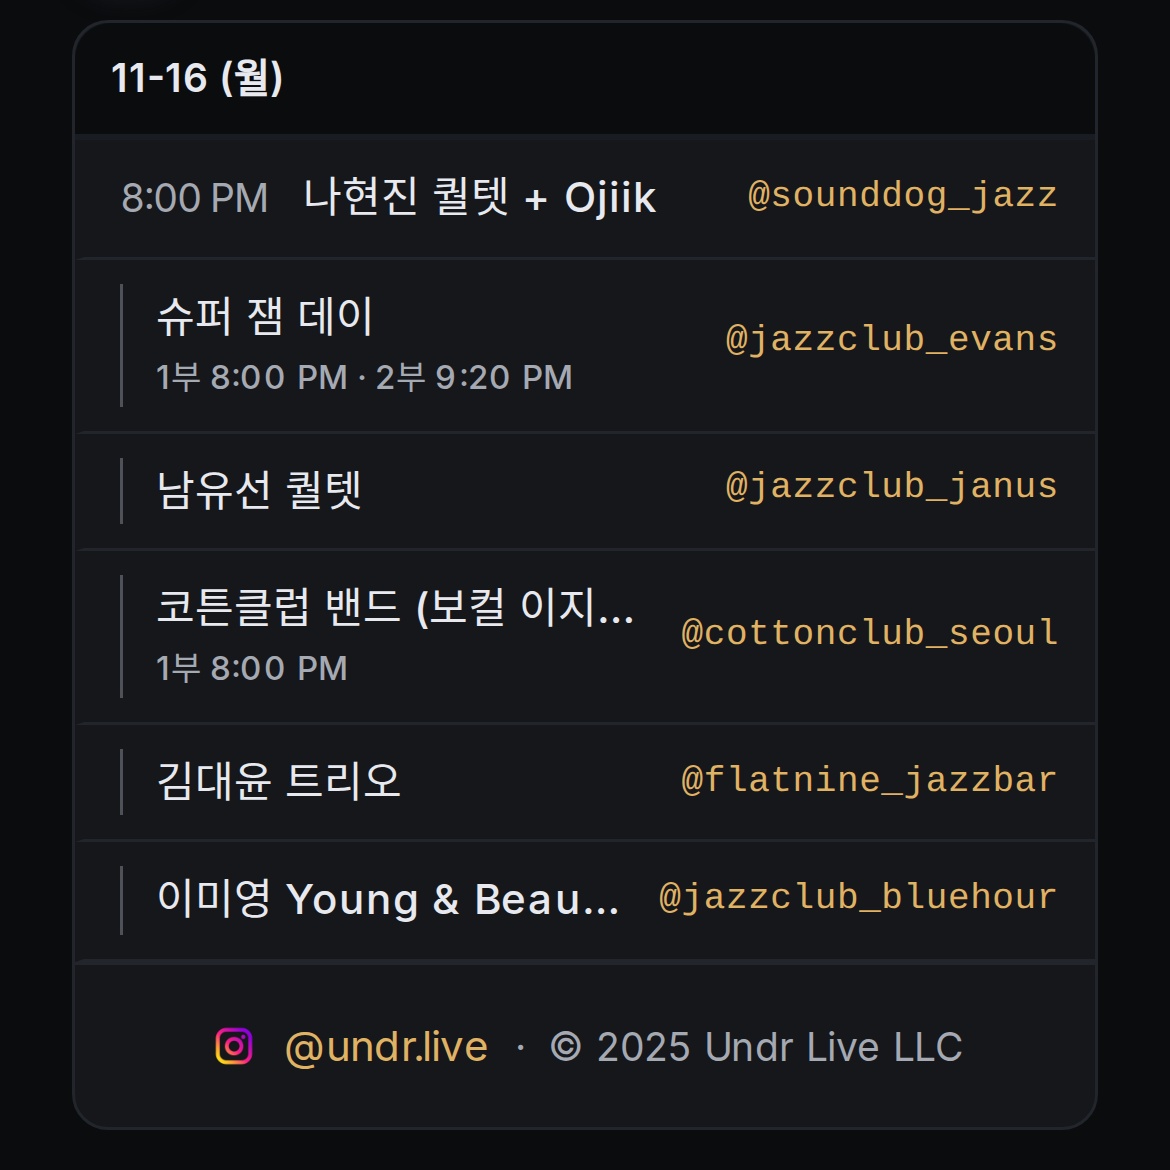 11-16 (월)
8:00 PM 나현진 퀄텟 + Ojiik @sounddog_jazz
슈퍼 잼 데이 @jazzclub_evans
1부 8:00 PM · 2부 9:20 PM
남유선 퀄텟 @jazzclub_janus
코튼클럽 밴드 (보컬 이지... @cottonclub_seoul
1부 8:00 PM
김대윤 트리오 @flatnine_jazzbar
이미영 Young & Beau... @jazzclub_bluehour
@undr.live · © 2025 Undr Live LLC